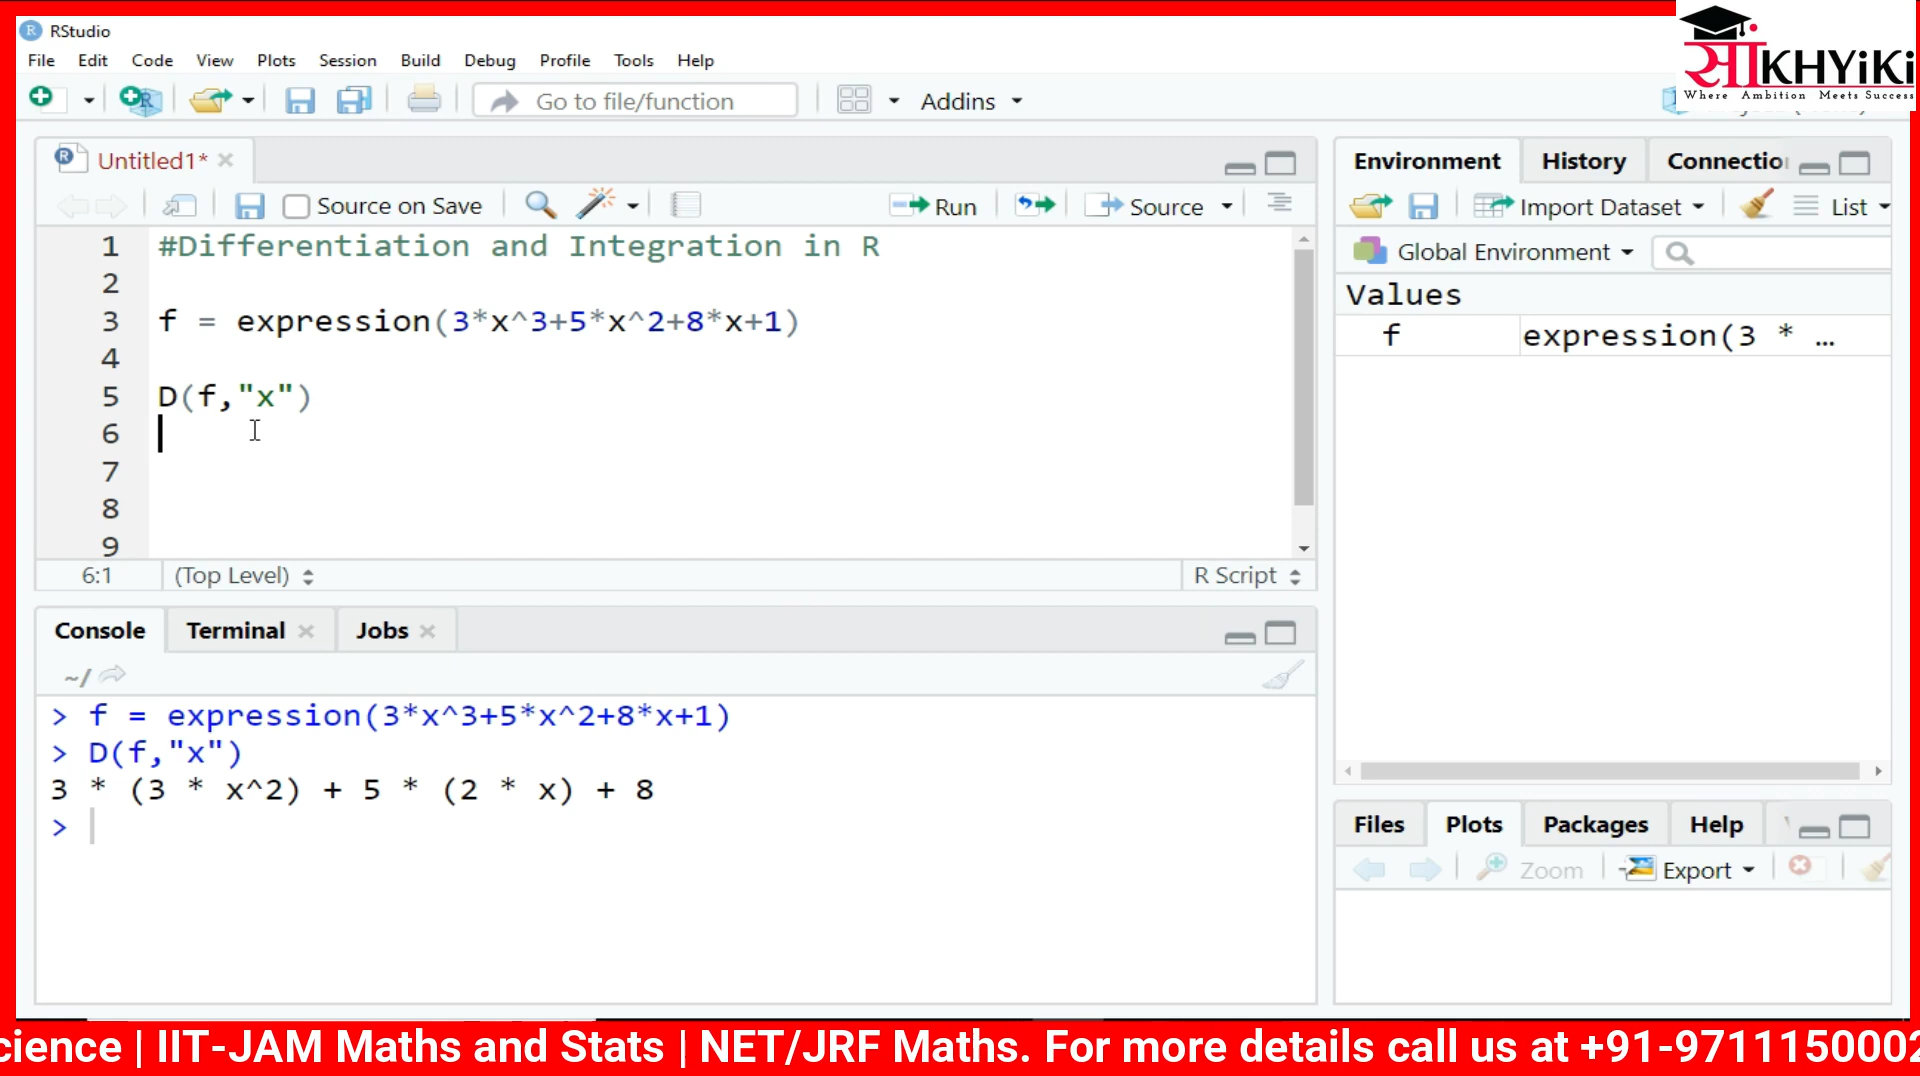 RStudio
File Edit Code View Plots Session Build Debug Profile Tools Help
सांKHYiKi
Where Ambition Meets Success
Go to file/function Addins
Untitled1*
Source on Save Run Source
1 #Differentiation and Integration in R
2
3 f = expression(3*x^3+5*x^2+8*x+1)
4
5 D(f,"x")
6
7
8
9
6:1 (Top Level) R Script
Console Terminal Jobs
~/
> f = expression(3*x^3+5*x^2+8*x+1)
> D(f,"x")
3 * (3 * x^2) + 5 * (2 * x) + 8
>
Environment History Connectio
Import Dataset List
Global Environment
Values
f expression(3 * …
Files Plots Packages Help
Zoom Export
cience | IIT-JAM Maths and Stats | NET/JRF Maths. For more details call us at +91-9711150002